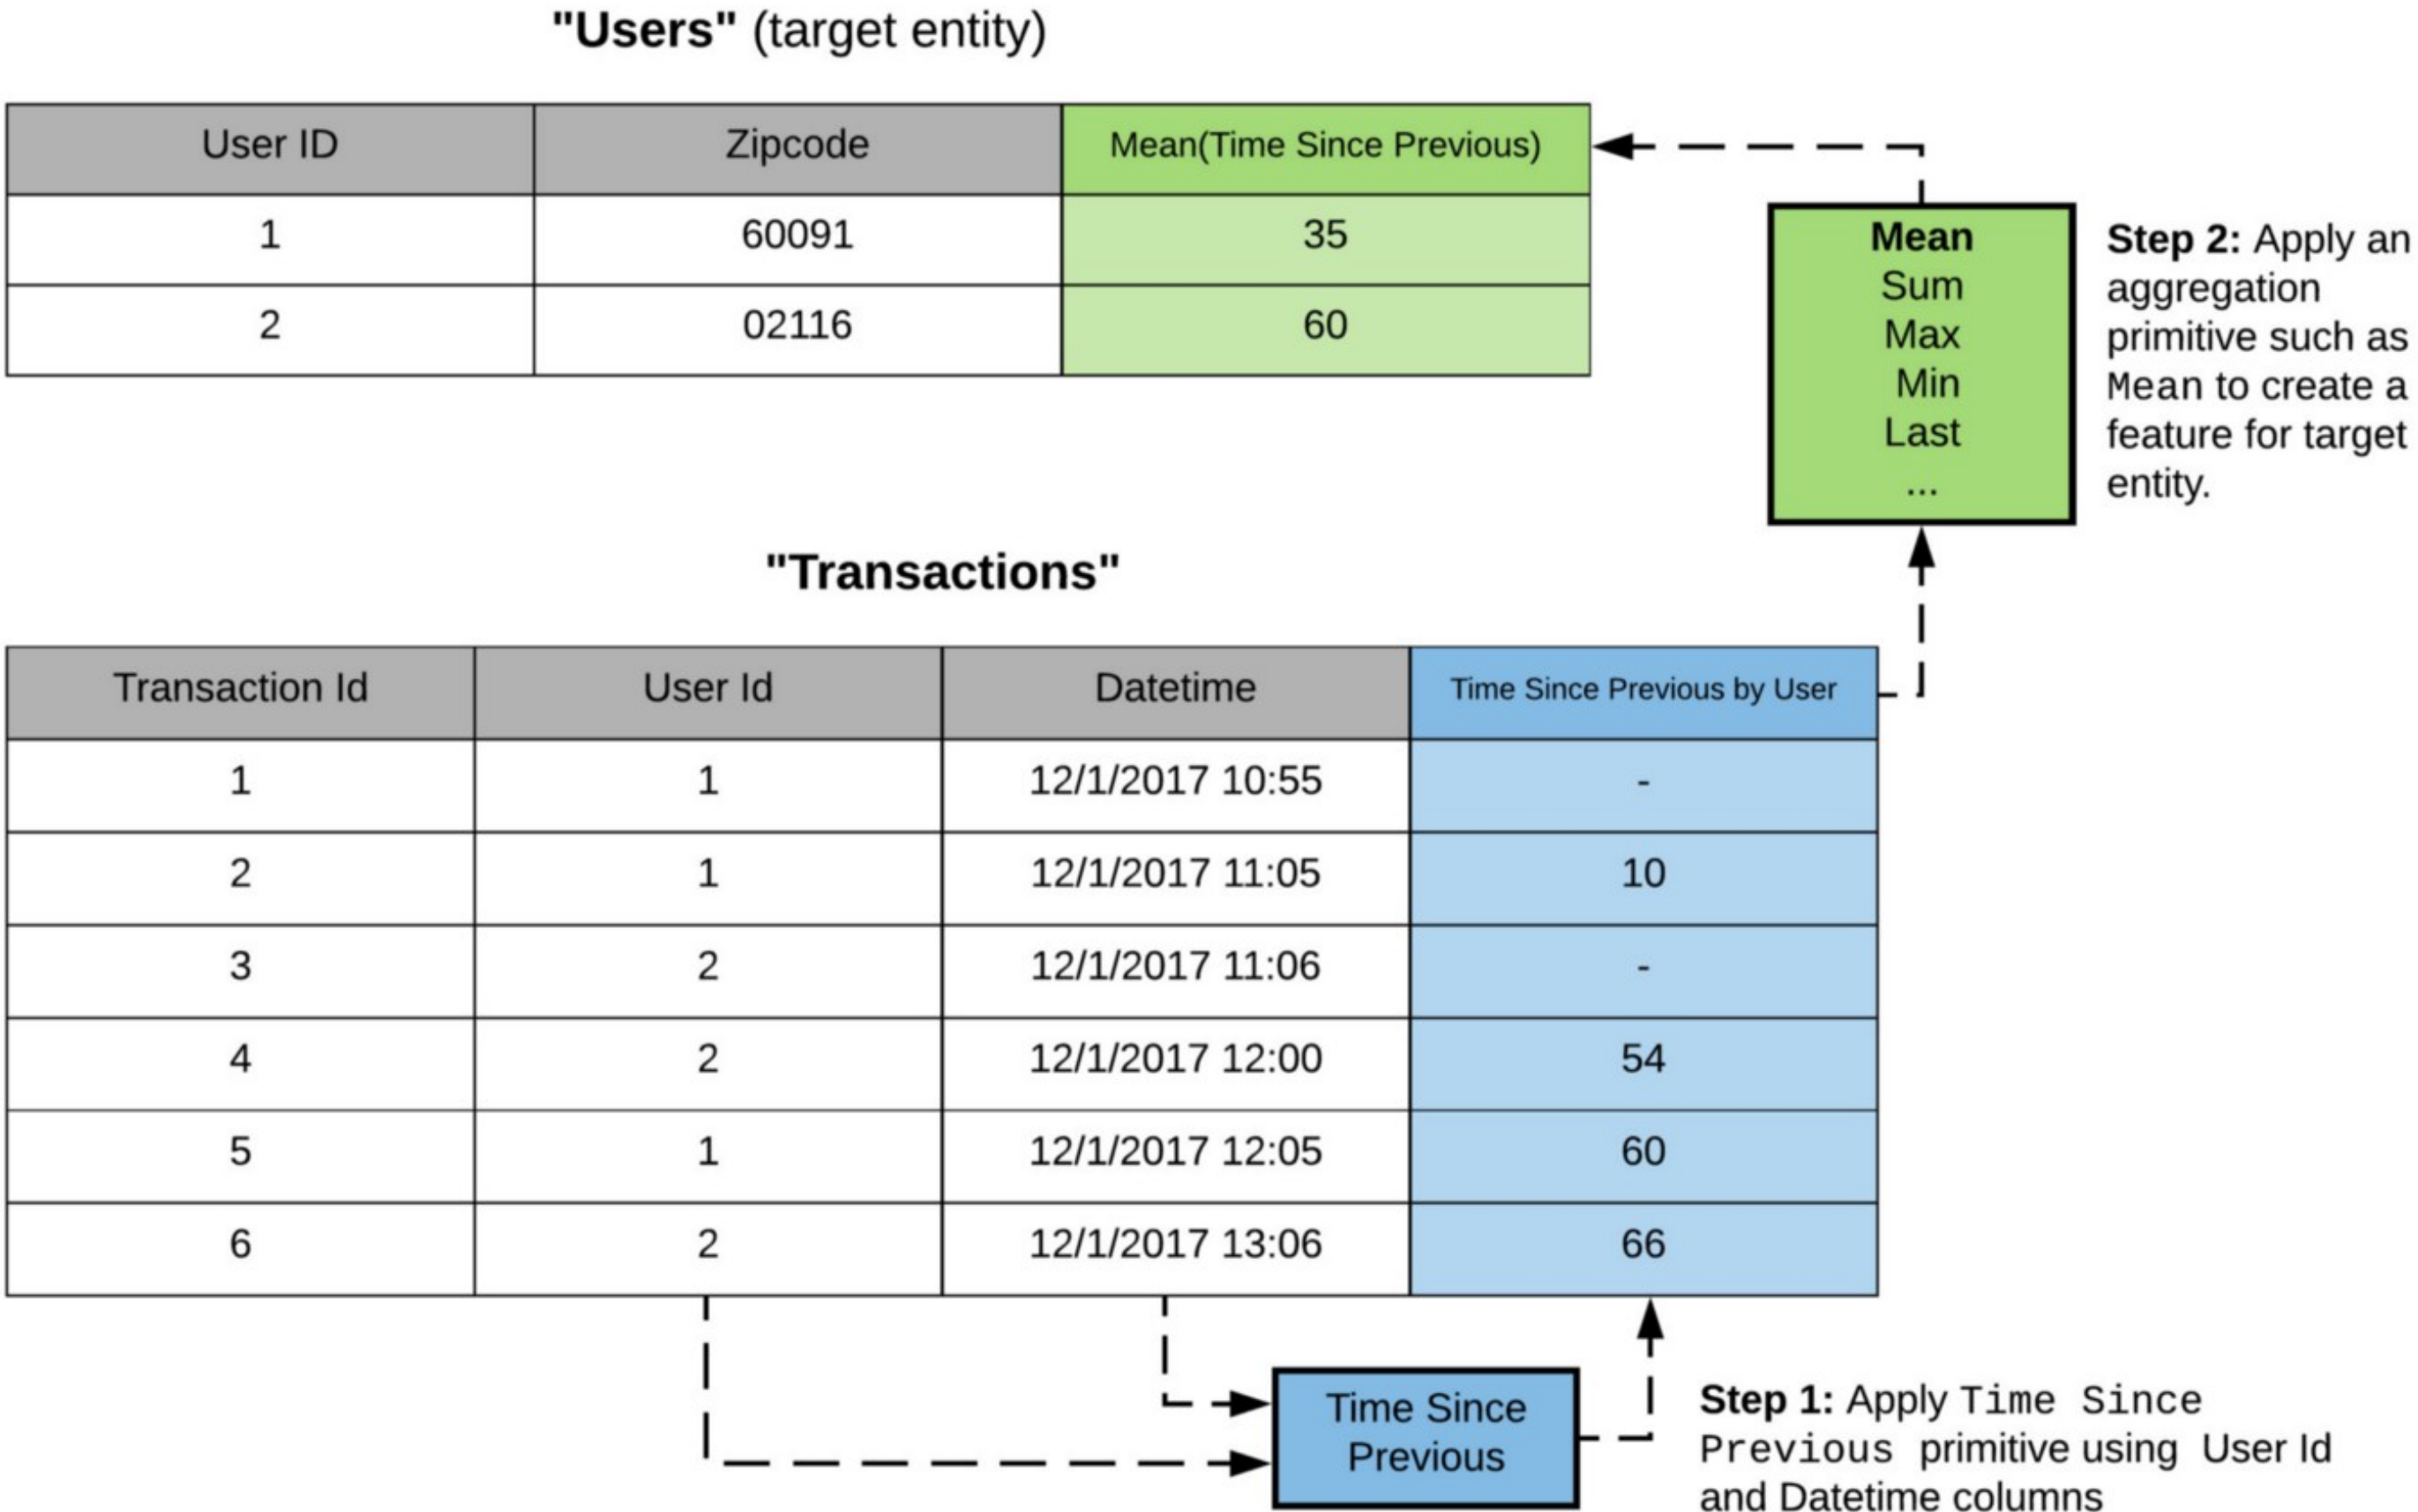 "Users" (target entity)
User ID Zipcode Mean(Time Since Previous)
1 60091 35
2 02116 60
Mean
Sum
Max
Min
Last
...
Step 2: Apply an
aggregation
primitive such as
Mean to create a
feature for target
entity.
"Transactions"
Transaction Id User Id Datetime Time Since Previous by User
1 1 12/1/2017 10:55 -
2 1 12/1/2017 11:05 10
3 2 12/1/2017 11:06 -
4 2 12/1/2017 12:00 54
5 1 12/1/2017 12:05 60
6 2 12/1/2017 13:06 66
Time Since
Previous
Step 1: Apply Time Since
Previous primitive using User Id
and Datetime columns